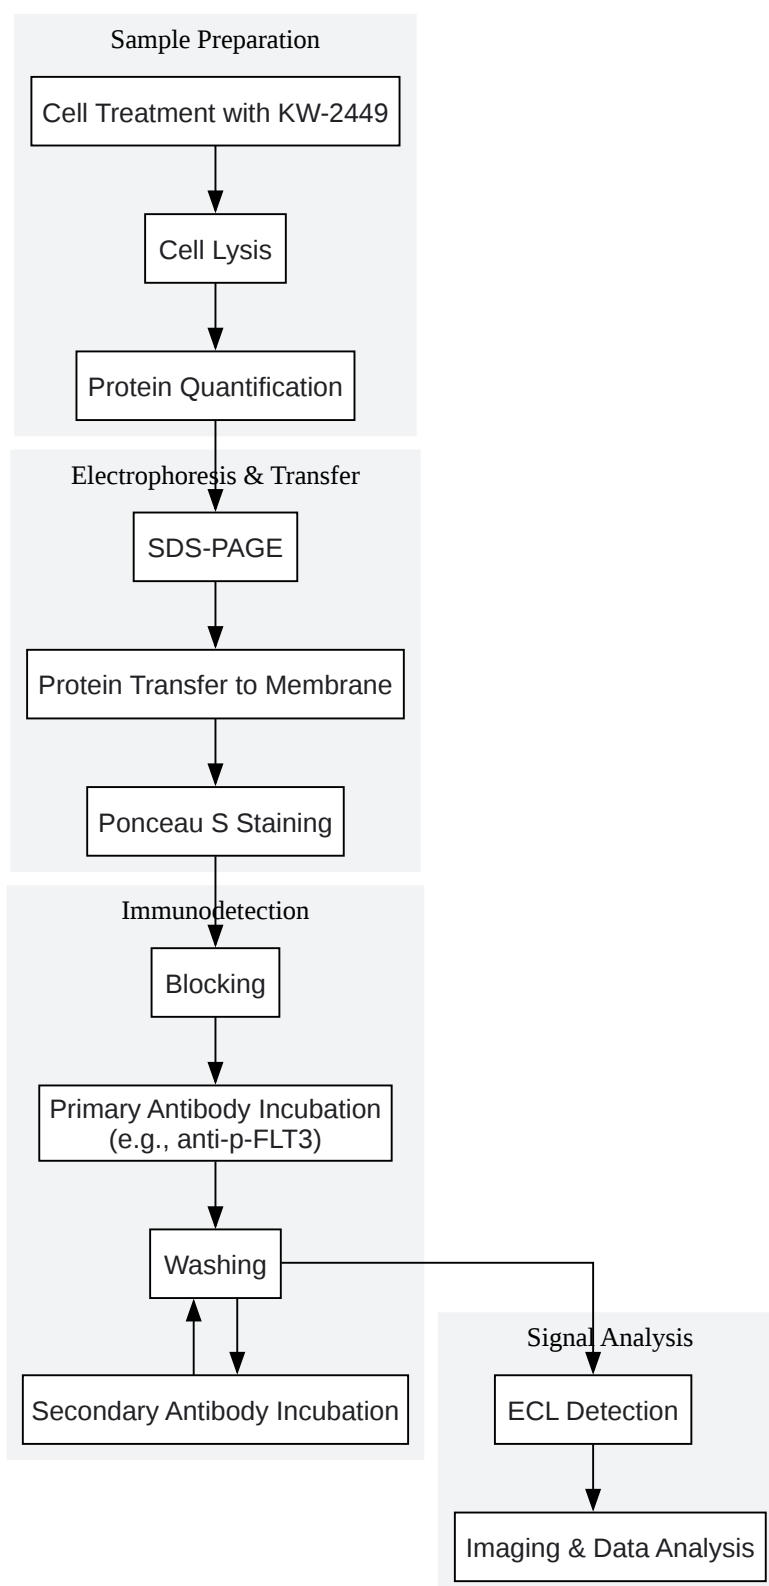 Sample Preparation
Cell Treatment with KW-2449
Cell Lysis
Protein Quantification
Electrophoresis & Transfer
SDS-PAGE
Protein Transfer to Membrane
Ponceau S Staining
Immunodetection
Blocking
Primary Antibody Incubation
(e.g., anti-p-FLT3)
Washing
Secondary Antibody Incubation
Signal Analysis
ECL Detection
Imaging & Data Analysis